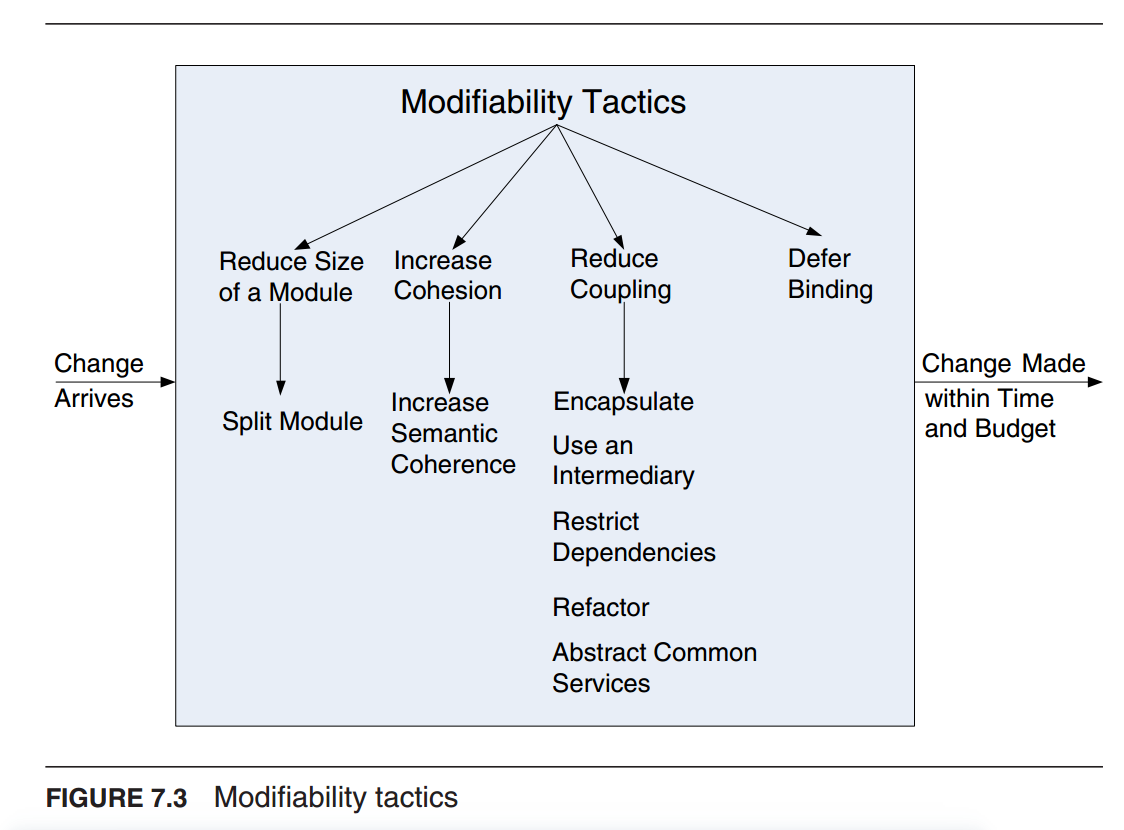 Modifiability Tactics
Reduce Size
of a Module
Increase
Cohesion
Reduce
Coupling
Defer
Binding
Change
Arrives
Split Module
Increase
Semantic
Coherence
Encapsulate
Use an
Intermediary
Restrict
Dependencies
Refactor
Abstract Common
Services
Change Made
within Time
and Budget
FIGURE 7.3 Modifiability tactics